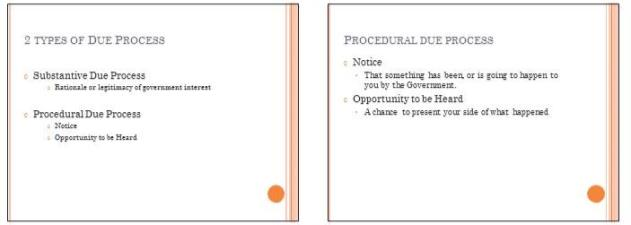 2 TYPES OF DUE PROCESS
Substantive Due Process
Rationale or legitimacy of government interest
Procedural Due Process
Notice
Opportunity to be Heard
PROCEDURAL DUE PROCESS
Notice
That something has been, or is going to happen to
you by the Government.
Opportunity to be Heard
A chance to present your side of what happened